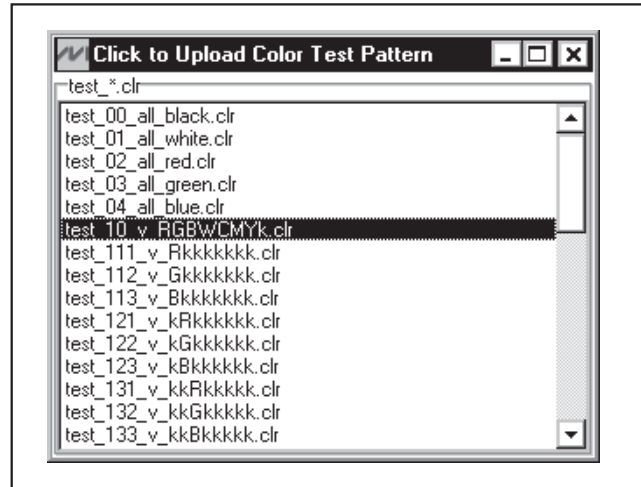 Click to Upload Color Test Pattern
test_*.clr
test_00_all_black.clr
test_01_all_white.clr
test_02_all_red.clr
test_03_all_green.clr
test_04_all_blue.clr
test_10_v_RGBWCMYk.clr
test_111_v_Rkkkkkkk.clr
test_112_v_Gkkkkkkk.clr
test_113_v_Bkkkkkkk.clr
test_121_v_kRkkkkkk.clr
test_122_v_kGkkkkkk.clr
test_123_v_kBkkkkkk.clr
test_131_v_kkRkkkkk.clr
test_132_v_kkGkkkkk.clr
test_133_v_kkBkkkkk.clr